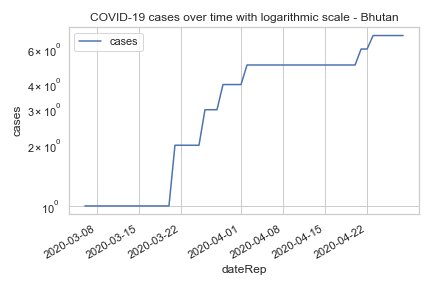 COVID-19 cases over time with logarithmic scale - Bhutan
cases
6 × 10⁰
4 × 10⁰
3 × 10⁰
2 × 10⁰
10⁰
cases
2020-03-08
2020-03-15
2020-03-22
2020-04-01
2020-04-08
2020-04-15
2020-04-22
dateRep